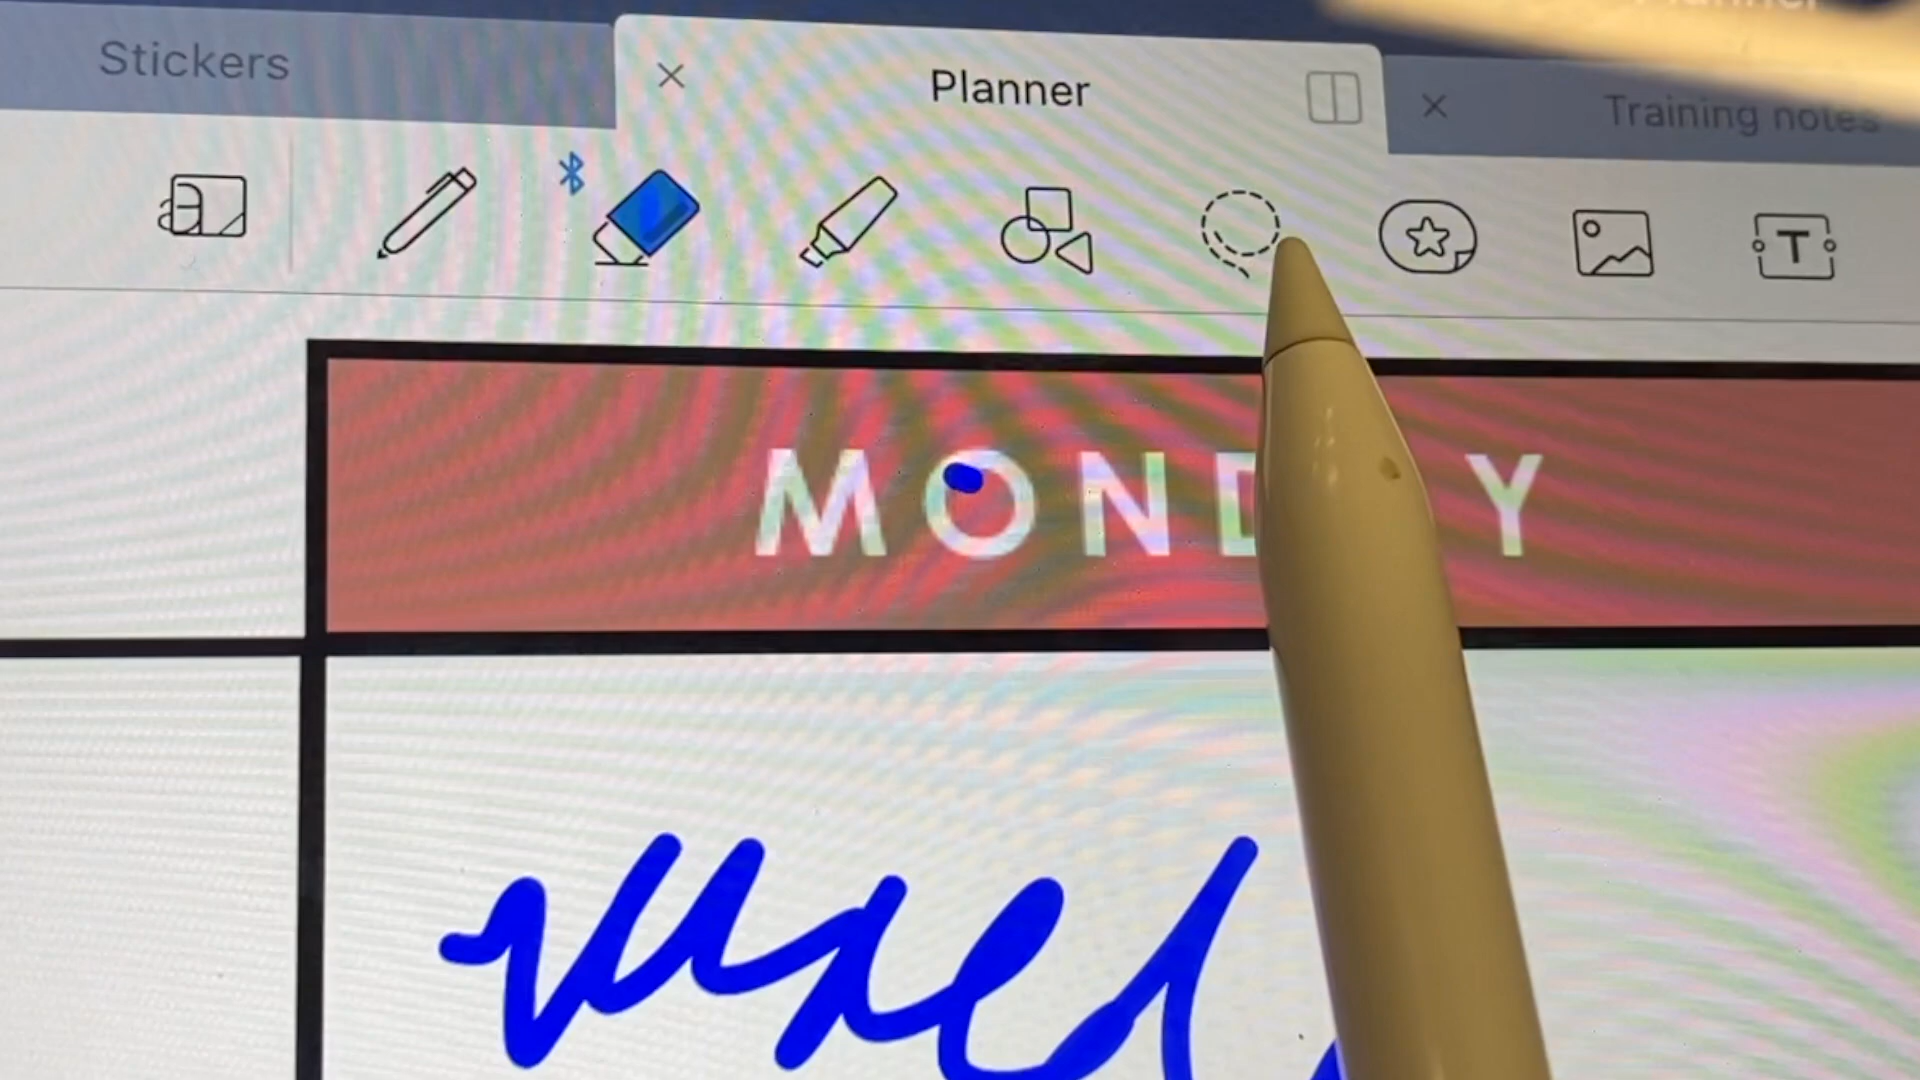 Stickers
Planner
Training notes
T
MOND Y